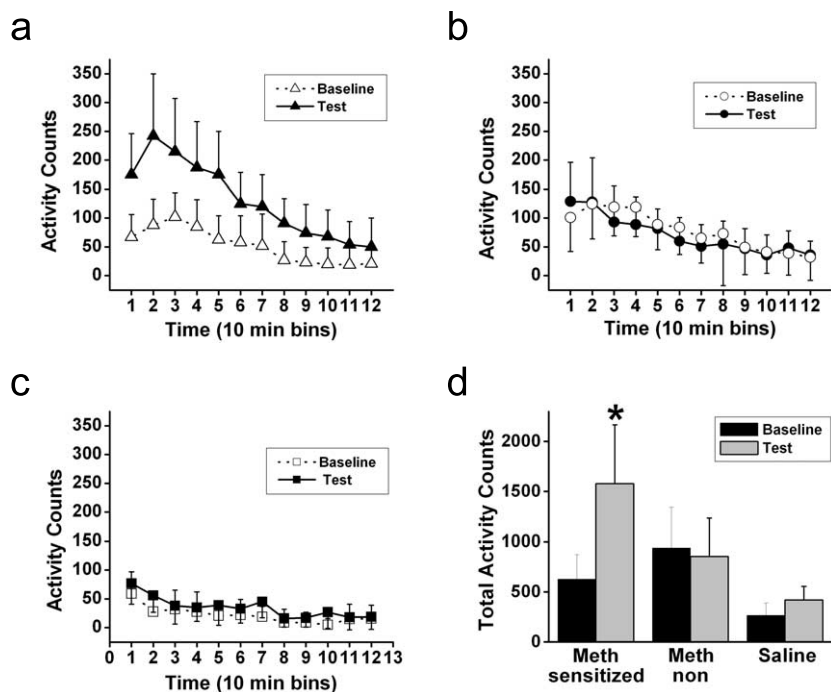 a
350
300
250
200
150
100
50
0
Activity Counts
Baseline
Test
1 2 3 4 5 6 7 8 9 10 11 12
Time (10 min bins)
b
350
300
250
200
150
100
50
0
Activity Counts
Baseline
Test
1 2 3 4 5 6 7 8 9 10 11 12
Time (10 min bins)
c
350
300
250
200
150
100
50
0
Activity Counts
Baseline
Test
0 1 2 3 4 5 6 7 8 9 10 11 12 13
Time (10 min bins)
d
2000
1500
1000
500
0
Total Activity Counts
*
Baseline
Test
Meth sensitized
Meth non
Saline